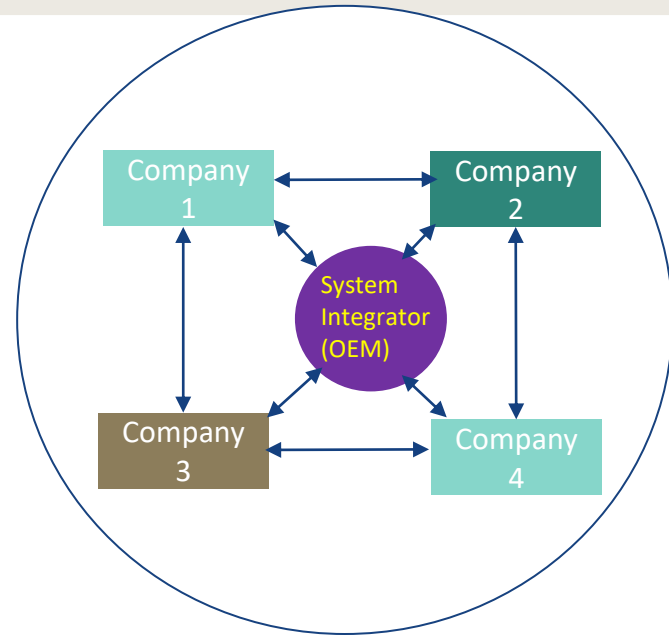 Company
1
Company
2
System
Integrator
(OEM)
Company
3
Company
4